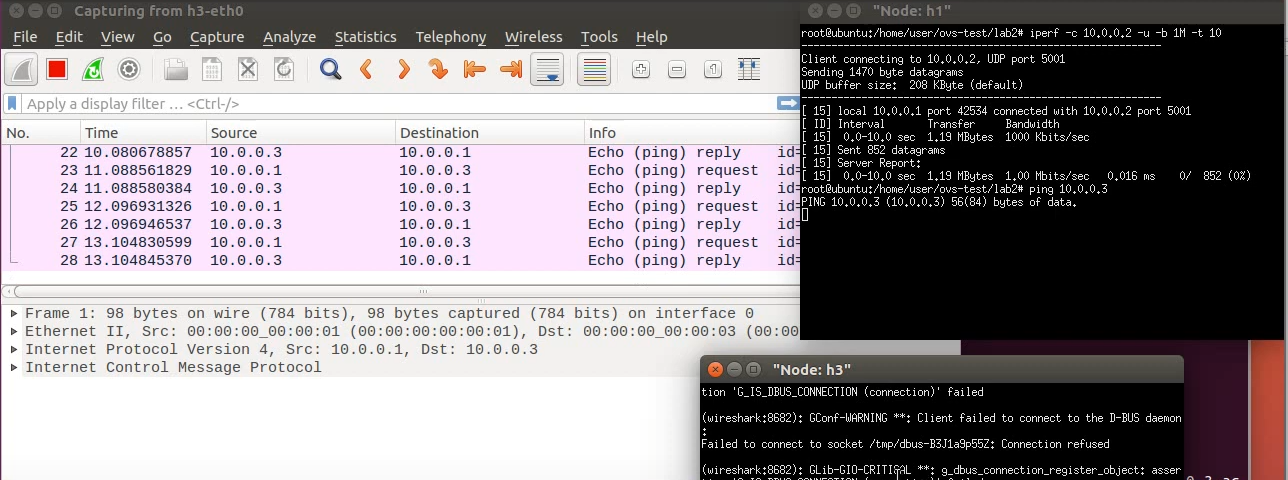 Capturing from h3-eth0
File Edit View Go Capture Analyze Statistics Telephony Wireless Tools Help
Apply a display filter … <Ctrl-/>
No. Time Source Destination Info
22 10.080678857 10.0.0.3 10.0.0.1 Echo (ping) reply id=
23 11.088561829 10.0.0.1 10.0.0.3 Echo (ping) request id=
24 11.088580384 10.0.0.3 10.0.0.1 Echo (ping) reply id=
25 12.096931326 10.0.0.1 10.0.0.3 Echo (ping) request id=
26 12.096946537 10.0.0.3 10.0.0.1 Echo (ping) reply id=
27 13.104830599 10.0.0.1 10.0.0.3 Echo (ping) request id=
28 13.104845370 10.0.0.3 10.0.0.1 Echo (ping) reply id=
Frame 1: 98 bytes on wire (784 bits), 98 bytes captured (784 bits) on interface 0
Ethernet II, Src: 00:00:00_00:00:01 (00:00:00:00:00:01), Dst: 00:00:00_00:00:03 (00:00
Internet Protocol Version 4, Src: 10.0.0.1, Dst: 10.0.0.3
Internet Control Message Protocol
"Node: h1"
root@ubuntu:/home/user/ovs-test/lab2# iperf -c 10.0.0.2 -u -b 1M -t 10
------------------------------------------------------------
Client connecting to 10.0.0.2, UDP port 5001
Sending 1470 byte datagrams
UDP buffer size: 208 KByte (default)
------------------------------------------------------------
[ 15] local 10.0.0.1 port 42534 connected with 10.0.0.2 port 5001
[ ID] Interval Transfer Bandwidth
[ 15] 0.0-10.0 sec 1.19 MBytes 1000 Kbits/sec
[ 15] Sent 852 datagrams
[ 15] Server Report:
[ 15] 0.0-10.0 sec 1.19 MBytes 1.00 Mbits/sec 0.016 ms 0/ 852 (0%)
root@ubuntu:/home/user/ovs-test/lab2# ping 10.0.0.3
PING 10.0.0.3 (10.0.0.3) 56(84) bytes of data.
"Node: h3"
tion 'G_IS_DBUS_CONNECTION (connection)' failed
(wireshark:8682): GConf-WARNING **: Client failed to connect to the D-BUS daemon
:
Failed to connect to socket /tmp/dbus-B3J1a9p55Z: Connection refused
(wireshark:8682): GLib-GIO-CRITICAL **: g_dbus_connection_register_object: asser